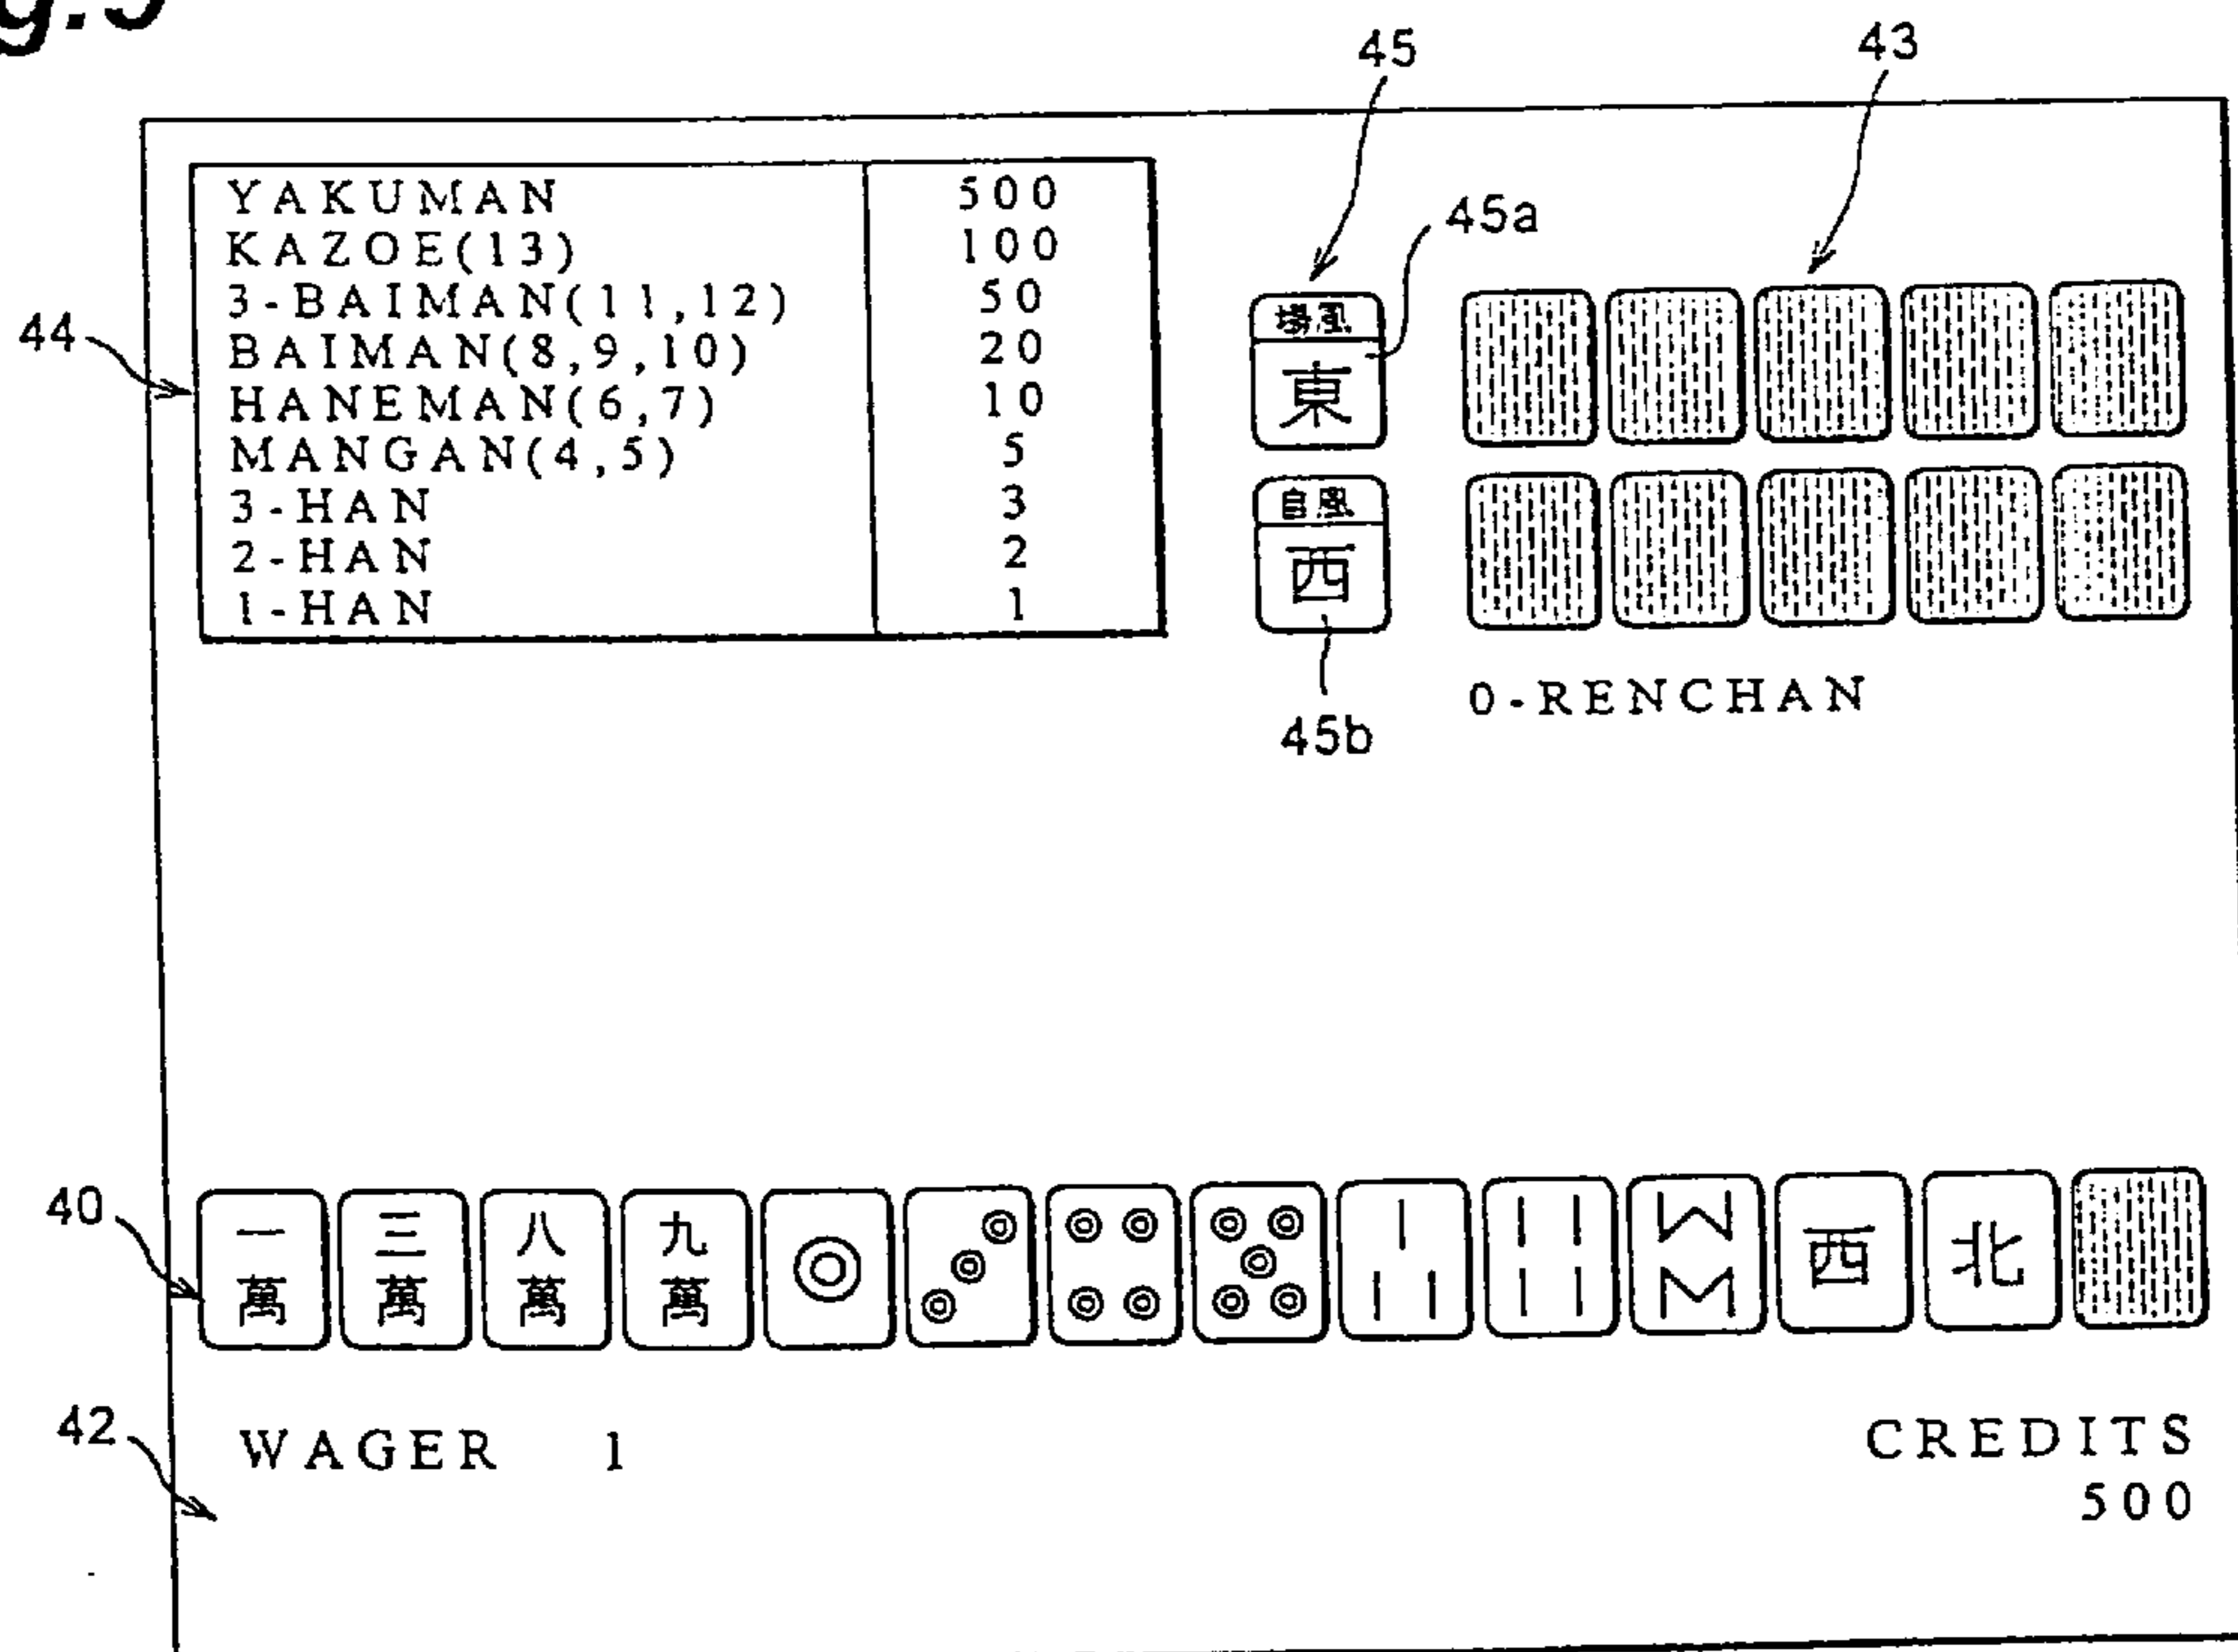 g.5
45
43
YAKUMAN 500
KAZOE(13) 100
3-BAIMAN(11,12) 50
BAIMAN(8,9,10) 20
HANEMAN(6,7) 10
MANGAN(4,5) 5
3-HAN 3
2-HAN 2
1-HAN 1
44
場風
東
45a
自風
西
45b
0-RENCHAN
40
一萬 三萬 八萬 九萬 西 北
42
WAGER 1
CREDITS
500